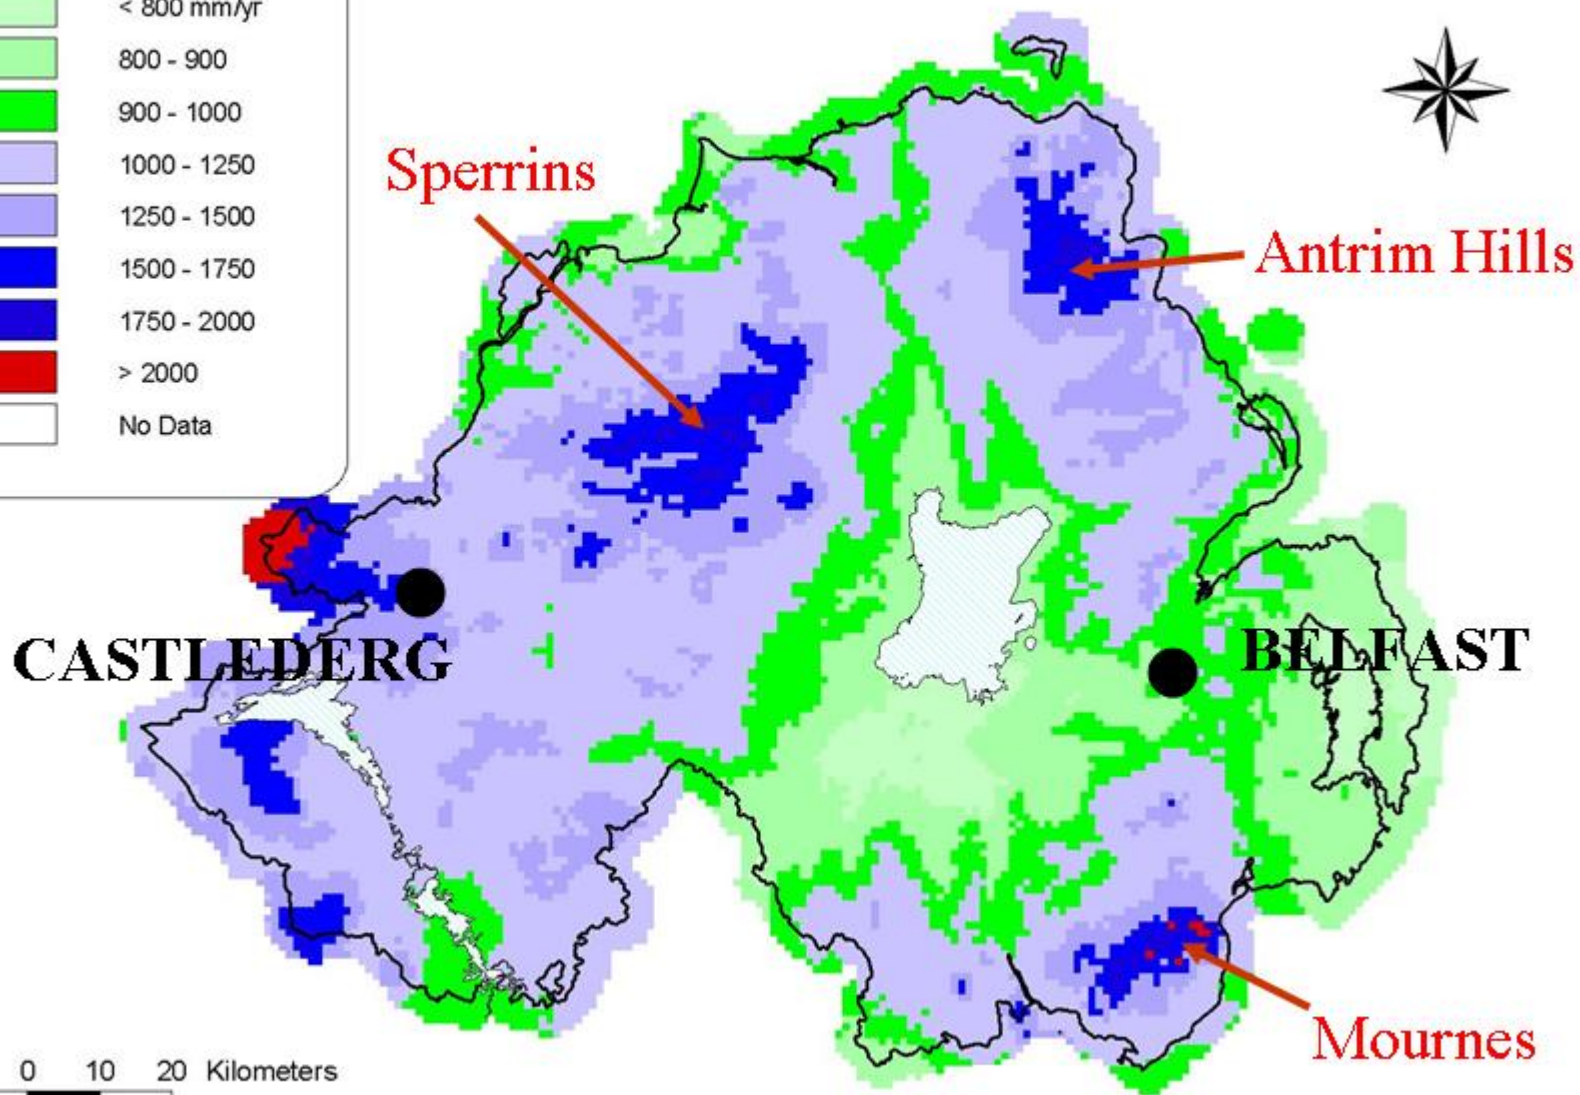 < 800 mm/yr
800 - 900
900 - 1000
1000 - 1250
1250 - 1500
1500 - 1750
1750 - 2000
> 2000
No Data
Sperrins
Antrim Hills
CASTLEDERG
BELFAST
Mournes
0 10 20 Kilometers